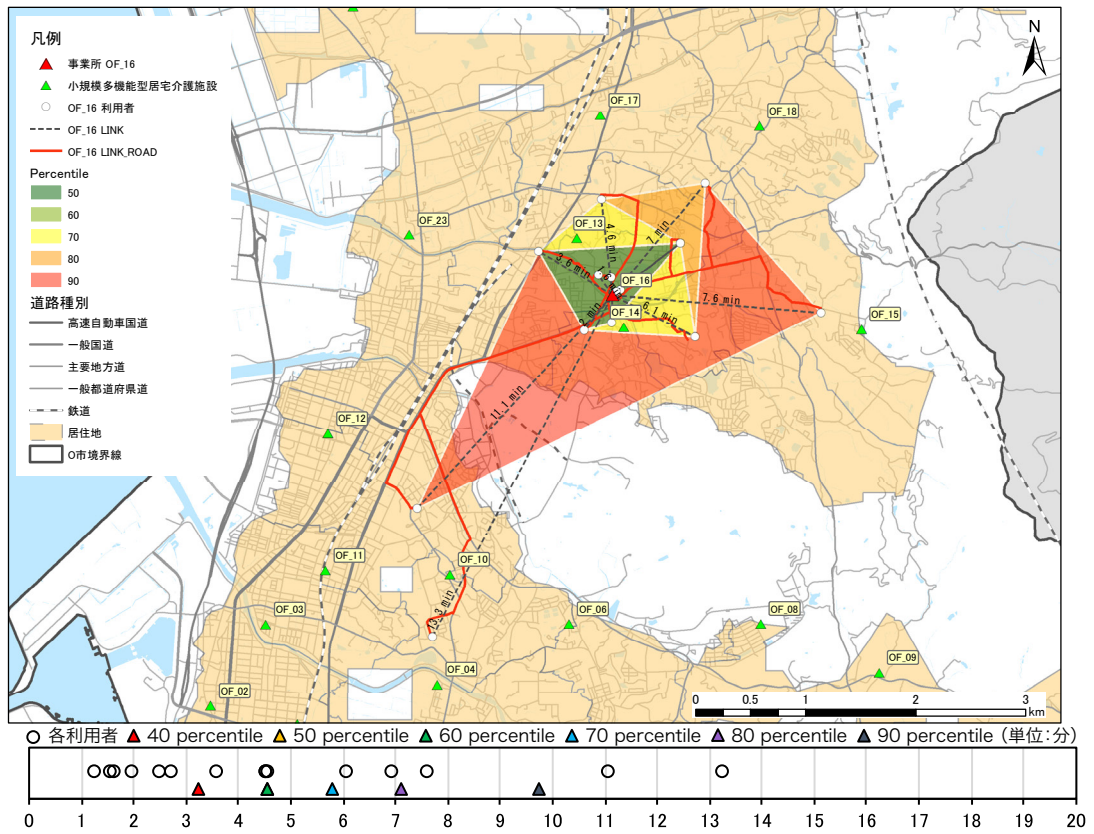 凡例
事業所 OF_16
小規模多機能型居宅介護施設
OF_16 利用者
OF_16 LINK
OF_16 LINK_ROAD
Percentile
50
60
70
80
90
道路種別
高速自動車国道
一般国道
主要地方道
一般都道府県道
鉄道
居住地
O市境界線
N
OF_17
OF_18
OF_23
OF_13
OF_16
OF_14
OF_15
OF_12
OF_11
OF_10
OF_03
OF_06
OF_08
OF_09
OF_04
OF_02
4.6 min
7 min
3.6 min
2 min
6.1 min
7.6 min
11.1 min
13.3 min
0 0.5 1 2 3
km
各利用者 40 percentile 50 percentile 60 percentile 70 percentile 80 percentile 90 percentile (単位:分)
0 1 2 3 4 5 6 7 8 9 10 11 12 13 14 15 16 17 18 19 20